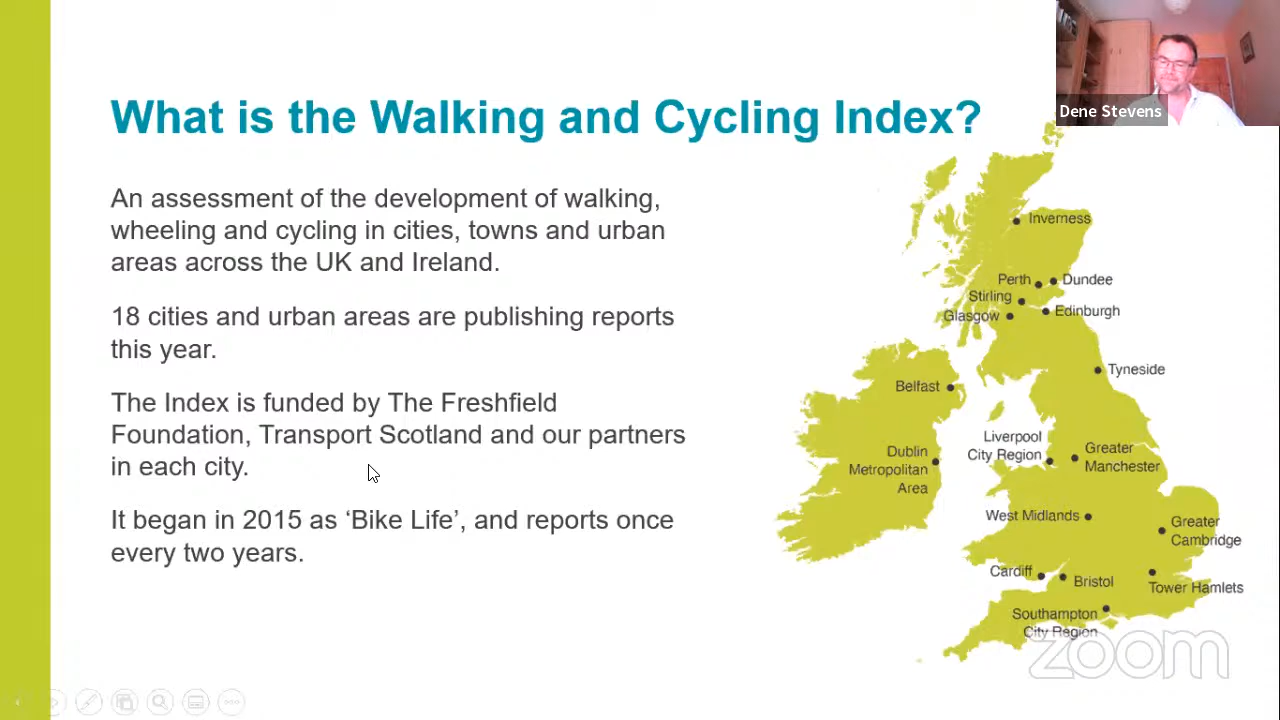 What is the Walking and Cycling Index?
Dene Stevens
An assessment of the development of walking,
wheeling and cycling in cities, towns and urban
areas across the UK and Ireland.
18 cities and urban areas are publishing reports
this year.
The Index is funded by The Freshfield
Foundation, Transport Scotland and our partners
in each city.
It began in 2015 as ‘Bike Life’, and reports once
every two years.
Inverness
Perth
Dundee
Stirling
Glasgow
Edinburgh
Tyneside
Belfast
Liverpool
City Region
Greater
Manchester
Dublin
Metropolitan
Area
West Midlands
Greater
Cambridge
Cardiff
Bristol
Tower Hamlets
Southampton
City Region
zoom